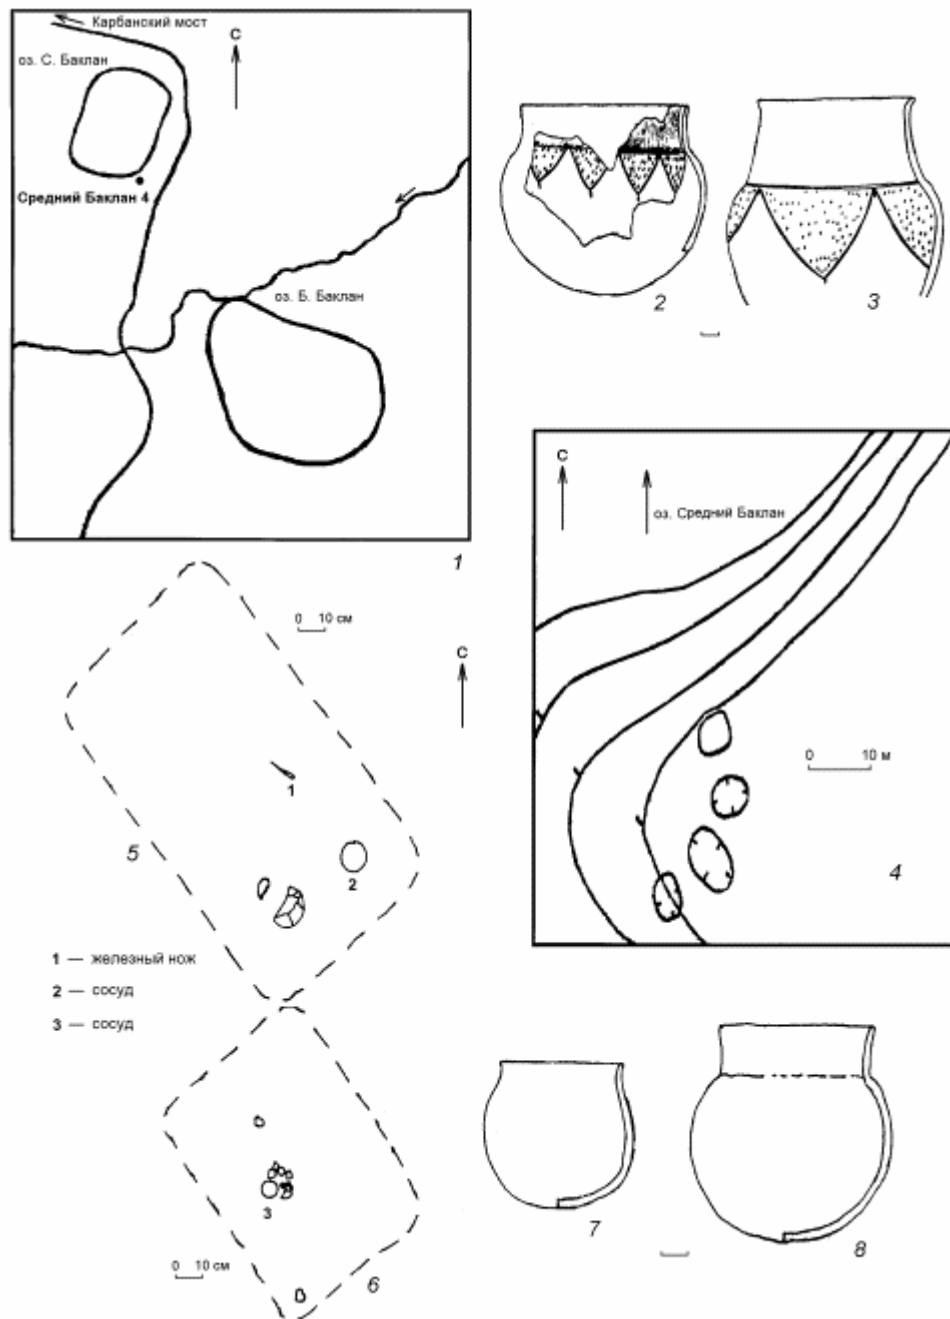 Карбанский мост
С
оз. С. Баклан
Средний Баклан 4
оз. Б. Баклан
1
2
3
С
оз. Средний Баклан
0 10 м
4
0 10 см
С
1
2
5
1 — железный нож
2 — сосуд
3 — сосуд
3
0 10 см
6
7
8